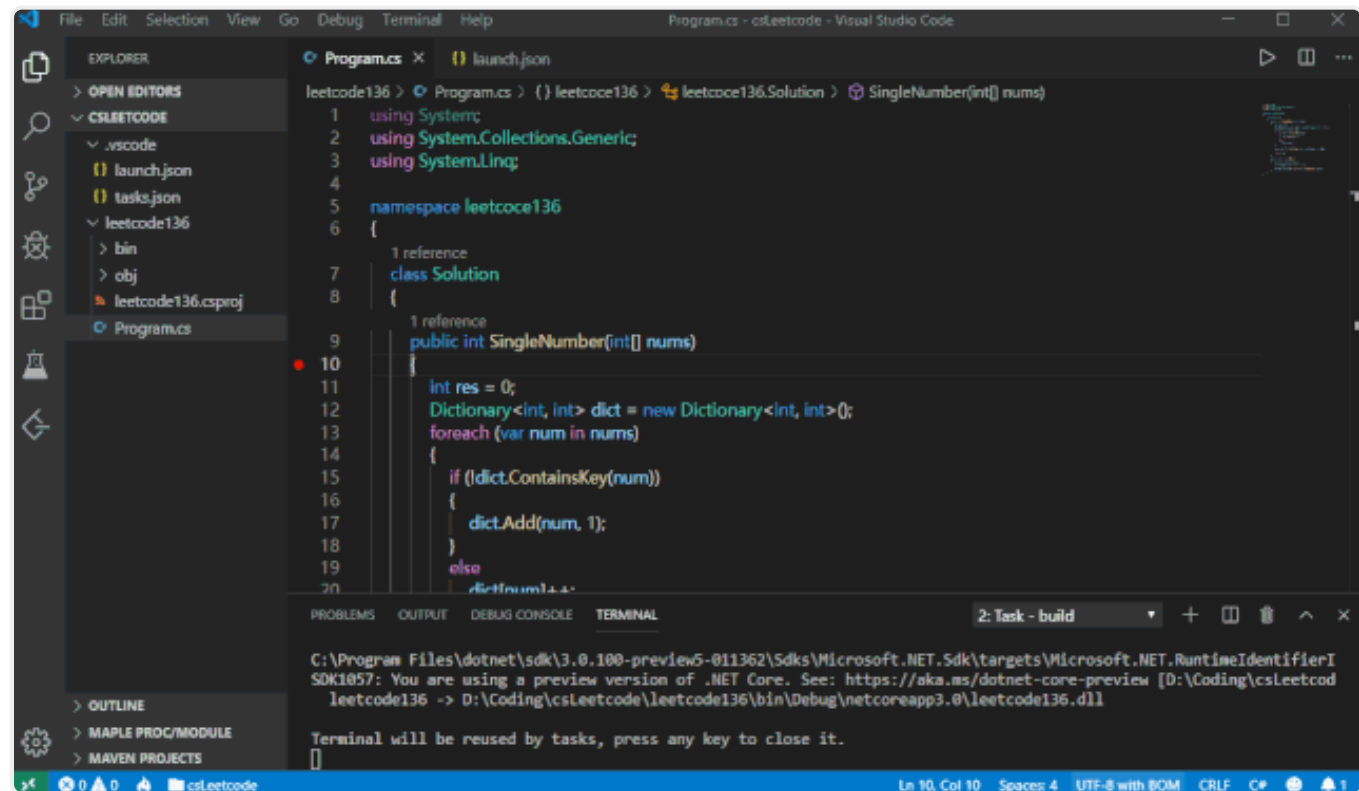 File Edit Selection View Go Debug Terminal Help Program.cs - csLeetcode - Visual Studio Code
EXPLORER
OPEN EDITORS
CSLEETCODE
.vscode
{} launch.json
{} tasks.json
leetcode136
bin
obj
leetcode136.csproj
Program.cs
OUTLINE
MAPLE PROC/MODULE
MAVEN PROJECTS
Program.cs {} launch.json
leetcode136 > Program.cs > {} leetcoce136 > leetcoce136.Solution > SingleNumber(int[] nums)
1 using System;
2 using System.Collections.Generic;
3 using System.Linq;
4
5 namespace leetcoce136
6 {
1 reference
7 class Solution
8 {
1 reference
9 public int SingleNumber(int[] nums)
10 {
11 int res = 0;
12 Dictionary<int, int> dict = new Dictionary<int, int>();
13 foreach (var num in nums)
14 {
15 if (!dict.ContainsKey(num))
16 {
17 dict.Add(num, 1);
18 }
19 else
20 dict[num]++;
PROBLEMS OUTPUT DEBUG CONSOLE TERMINAL 2: Task - build
C:\Program Files\dotnet\sdk\3.0.100-preview5-011362\Sdks\Microsoft.NET.Sdk\targets\Microsoft.NET.RuntimeIdentifierI
SDK1057: You are using a preview version of .NET Core. See: https://aka.ms/dotnet-core-preview [D:\Coding\csLeetcod
leetcode136 -> D:\Coding\csLeetcode\leetcode136\bin\Debug\netcoreapp3.0\leetcode136.dll
Terminal will be reused by tasks, press any key to close it.
0 0 csLeetcode Ln 10, Col 10 Spaces: 4 UTF-8 with BOM CRLF C# 1